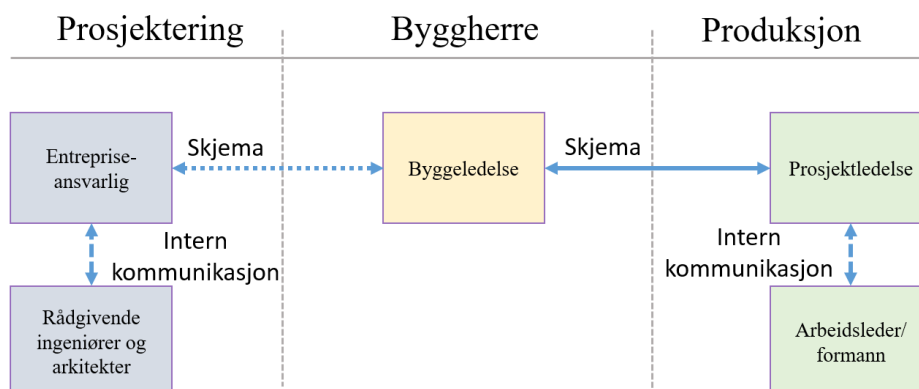 Prosjektering
Byggherre
Produksjon
Entreprise-
ansvarlig
Skjema
Byggeledelse
Skjema
Prosjektledelse
Intern
kommunikasjon
Intern
kommunikasjon
Rådgivende
ingeniører og
arkitekter
Arbeidsleder/
formann